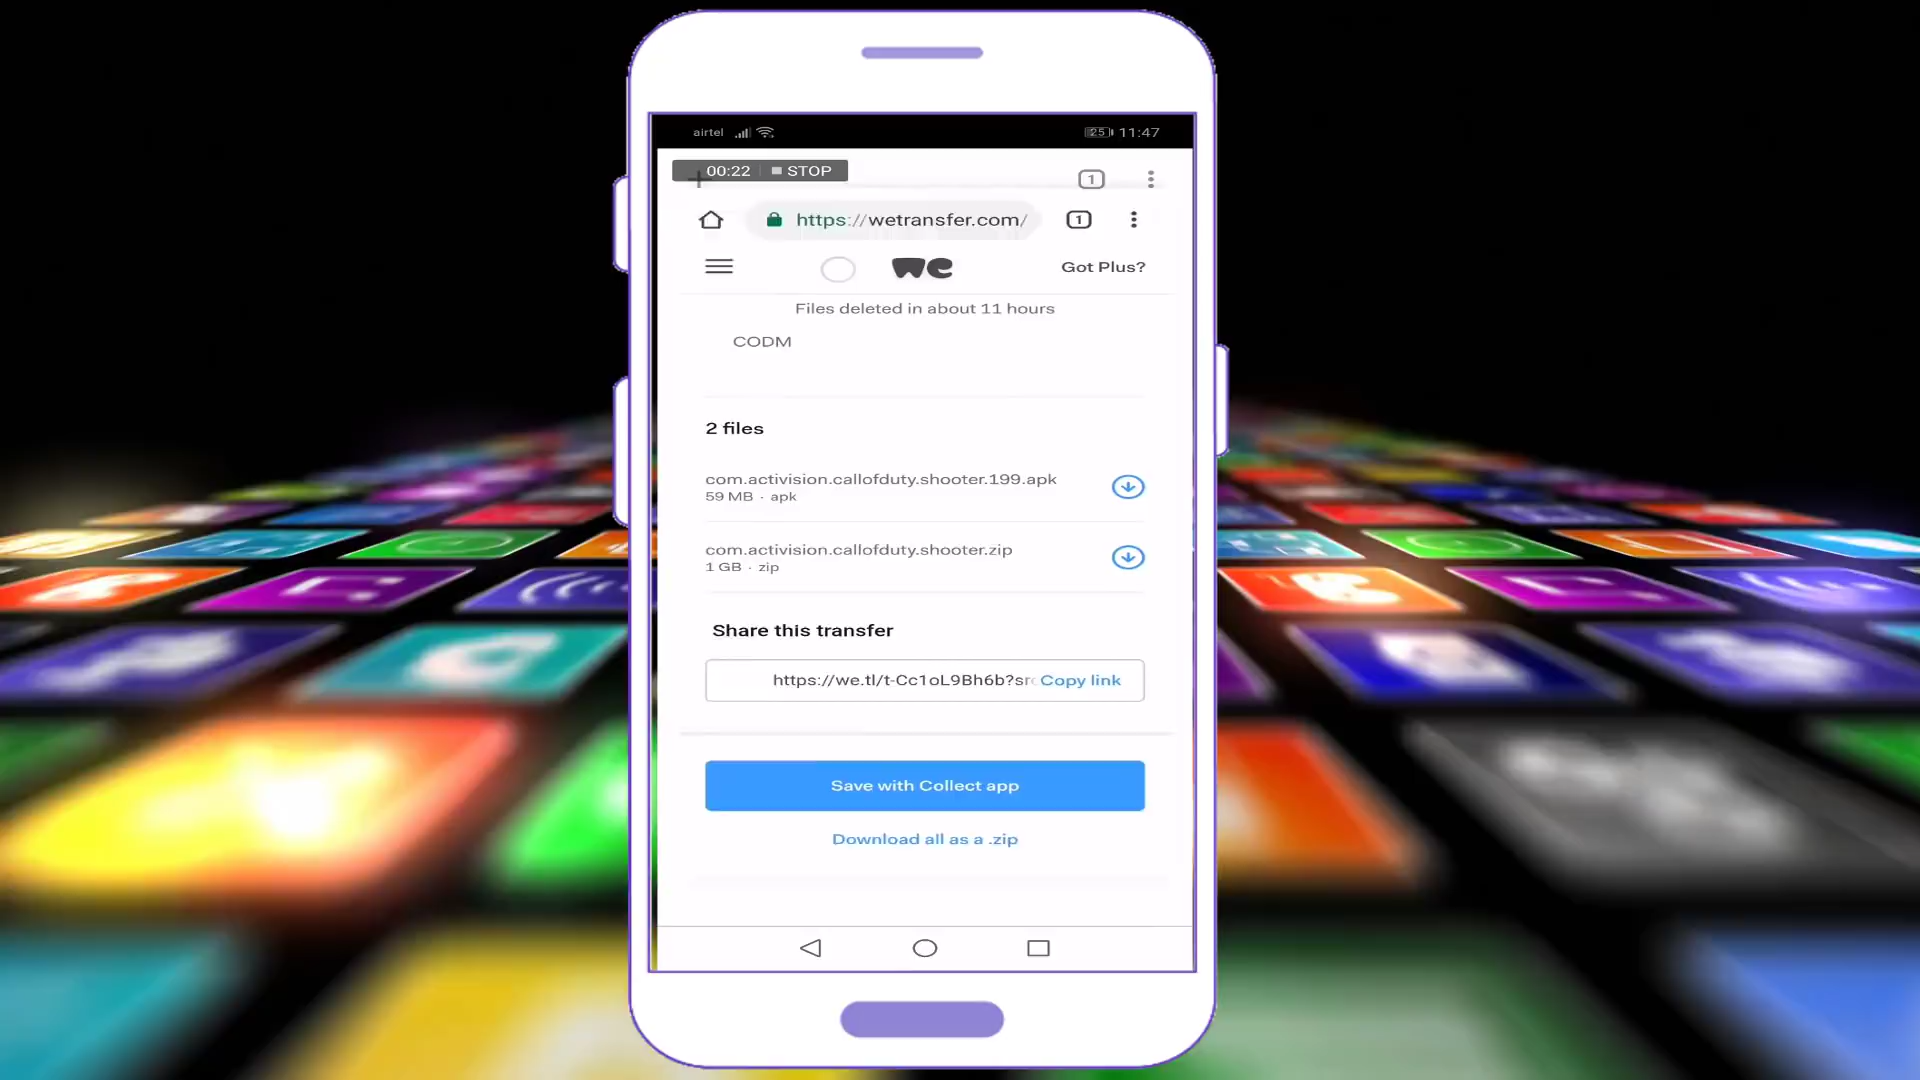 airtel
25 11:47
00:22 STOP
1
https://wetransfer.com/ 1
we Got Plus?
Files deleted in about 11 hours
CODM
2 files
com.activision.callofduty.shooter.199.apk
59 MB · apk
com.activision.callofduty.shooter.zip
1 GB · zip
Share this transfer
https://we.tl/t-Cc1oL9Bh6b?src Copy link
Save with Collect app
Download all as a .zip